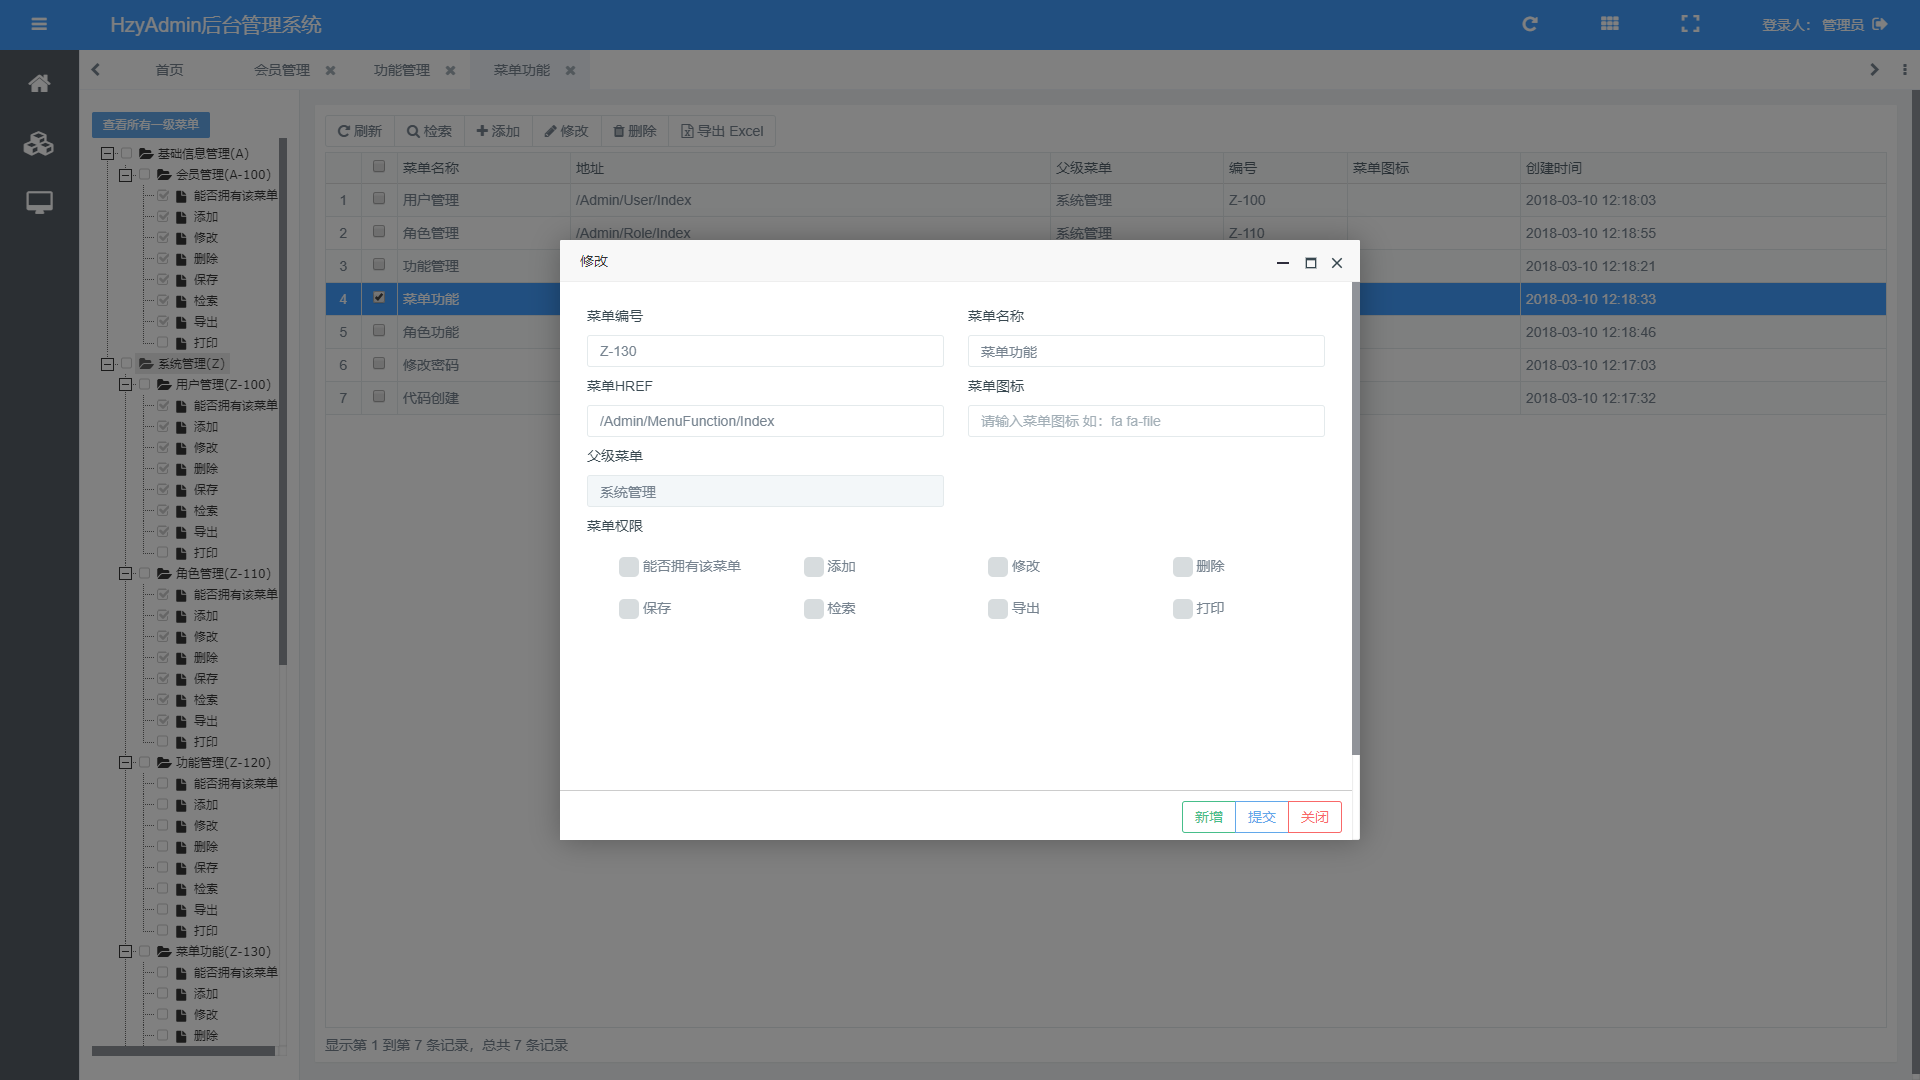 HzyAdmin后台管理系统
登录人： 管理员
首页
会员管理
功能管理
菜单功能
查看所有一级菜单
基础信息管理(A)
会员管理(A-100)
能否拥有该菜单
添加
修改
删除
保存
检索
导出
打印
系统管理(Z)
用户管理(Z-100)
能否拥有该菜单
添加
修改
删除
保存
检索
导出
打印
角色管理(Z-110)
能否拥有该菜单
添加
修改
删除
保存
检索
导出
打印
功能管理(Z-120)
能否拥有该菜单
添加
修改
删除
保存
检索
导出
打印
菜单功能(Z-130)
能否拥有该菜单
添加
修改
删除
刷新 检索 添加 修改 删除 导出 Excel
菜单名称 地址 父级菜单 编号 菜单图标 创建时间
1 用户管理 /Admin/User/Index 系统管理 Z-100 2018-03-10 12:18:03
2 角色管理 /Admin/Role/Index 系统管理 Z-110 2018-03-10 12:18:55
3 功能管理 2018-03-10 12:18:21
4 菜单功能 2018-03-10 12:18:33
5 角色功能 2018-03-10 12:18:46
6 修改密码 2018-03-10 12:17:03
7 代码创建 2018-03-10 12:17:32
显示第 1 到第 7 条记录，总共 7 条记录
修改
菜单编号 菜单名称
Z-130 菜单功能
菜单HREF 菜单图标
/Admin/MenuFunction/Index 请输入菜单图标 如：fa fa-file
父级菜单
系统管理
菜单权限
能否拥有该菜单 添加 修改 删除
保存 检索 导出 打印
新增 提交 关闭